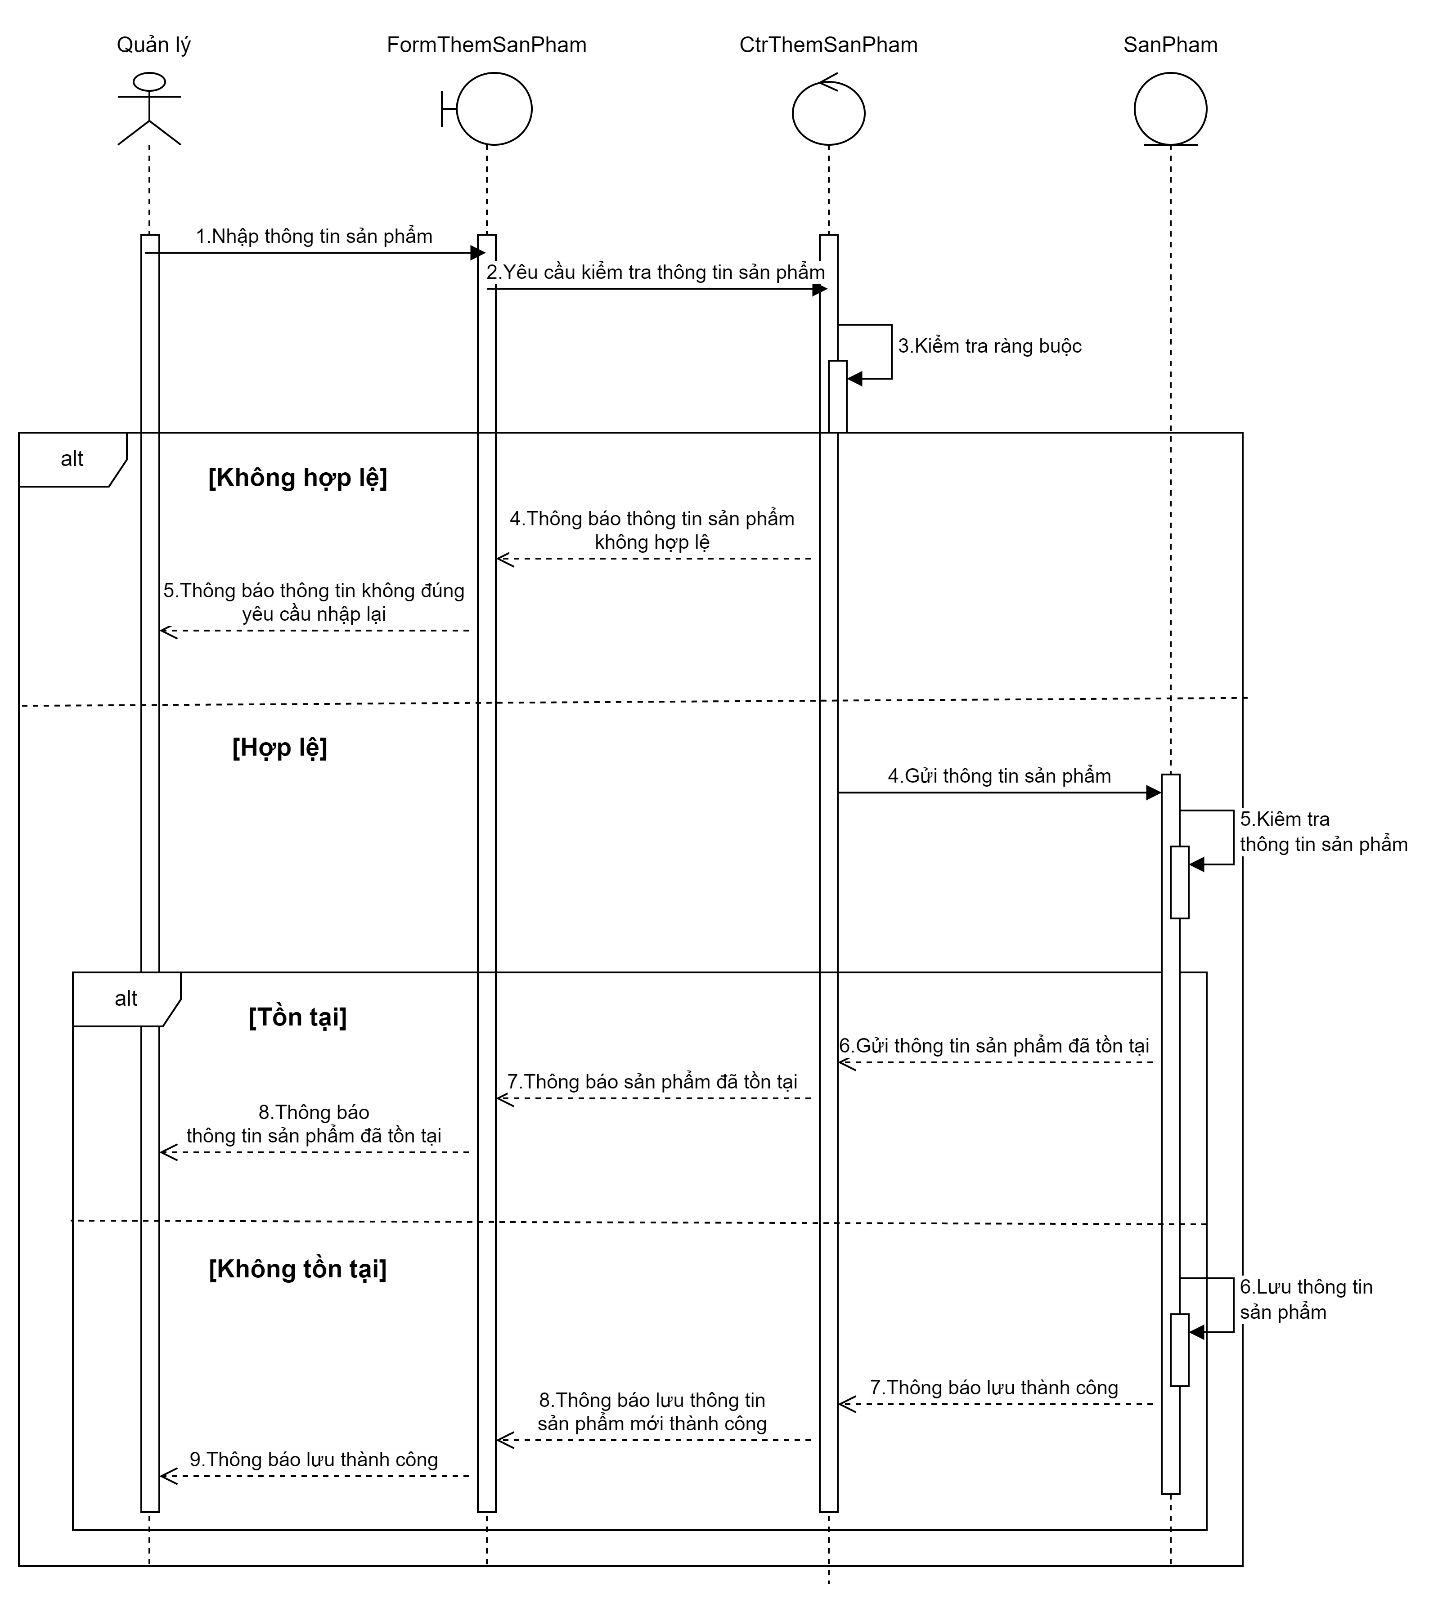 Quản lý
FormThemSanPham
CtrThemSanPham
SanPham
1.Nhập thông tin sản phẩm
2.Yêu cầu kiểm tra thông tin sản phẩm
3.Kiểm tra ràng buộc
alt
[Không hợp lệ]
4.Thông báo thông tin sản phẩm
không hợp lệ
5.Thông báo thông tin không đúng
yêu cầu nhập lại
[Hợp lệ]
4.Gửi thông tin sản phẩm
5.Kiêm tra
thông tin sản phẩm
alt
[Tồn tại]
6.Gửi thông tin sản phẩm đã tồn tại
7.Thông báo sản phẩm đã tồn tại
8.Thông báo
thông tin sản phẩm đã tồn tại
[Không tồn tại]
6.Lưu thông tin
sản phẩm
7.Thông báo lưu thành công
8.Thông báo lưu thông tin
sản phẩm mới thành công
9.Thông báo lưu thành công